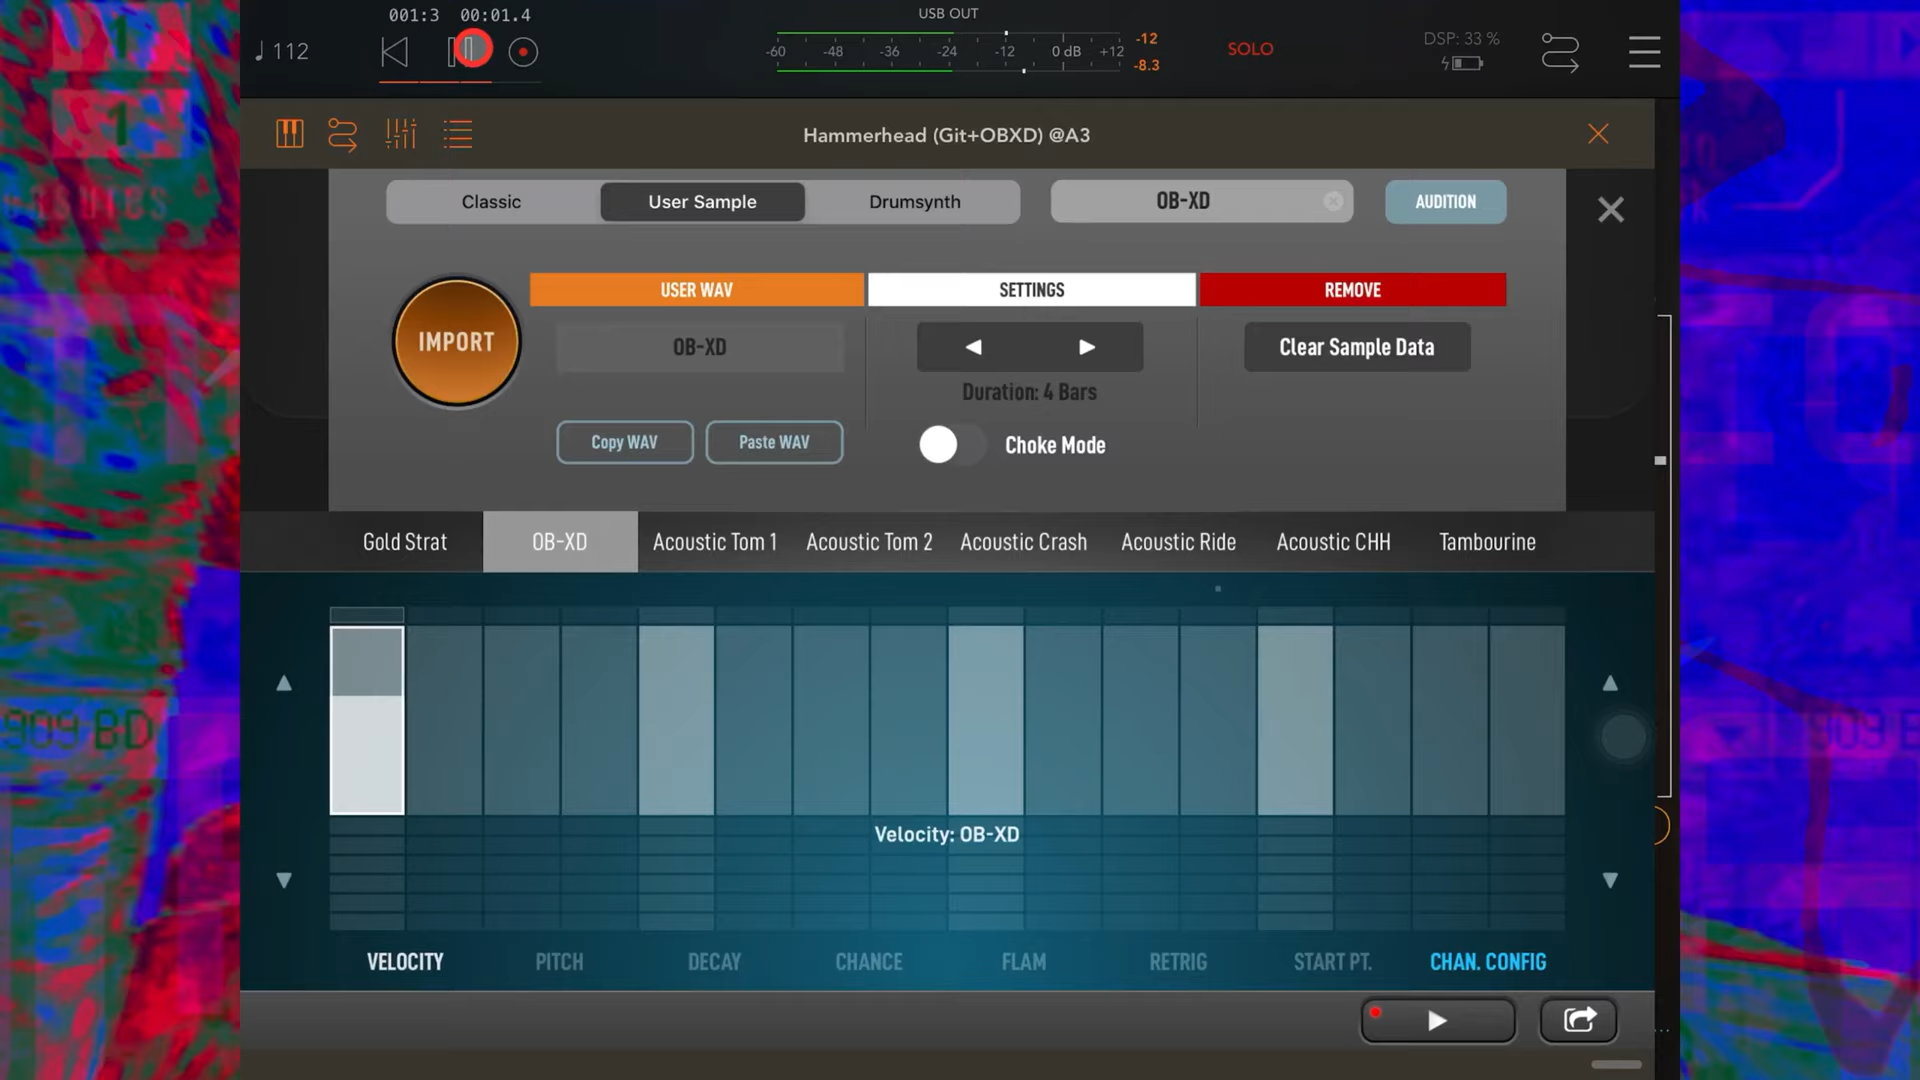 001:3 00:01.4
USB OUT
♩ 112
-60 -48 -36 -24 -12 0 dB +12
-12
-8.3
SOLO
DSP: 33 %
Hammerhead (Git+OBXD) @A3
Classic User Sample Drumsynth OB-XD AUDITION
IMPORT
USER WAV SETTINGS REMOVE
OB-XD
Clear Sample Data
Duration: 4 Bars
Copy WAV Paste WAV
Choke Mode
Gold Strat OB-XD Acoustic Tom 1 Acoustic Tom 2 Acoustic Crash Acoustic Ride Acoustic CHH Tambourine
Velocity: OB-XD
VELOCITY PITCH DECAY CHANCE FLAM RETRIG START PT. CHAN. CONFIG
1
1
909 BD